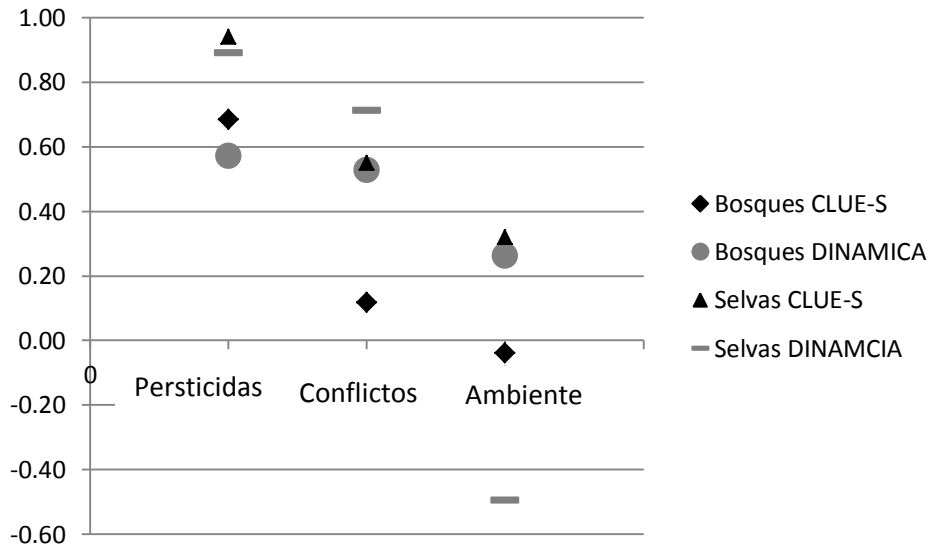 1.00
0.80
0.60
0.40
0.20
0.00
-0.20
-0.40
-0.60
0
Persticidas
Conflictos
Ambiente
Bosques CLUE-S
Bosques DINAMICA
Selvas CLUE-S
Selvas DINAMCIA